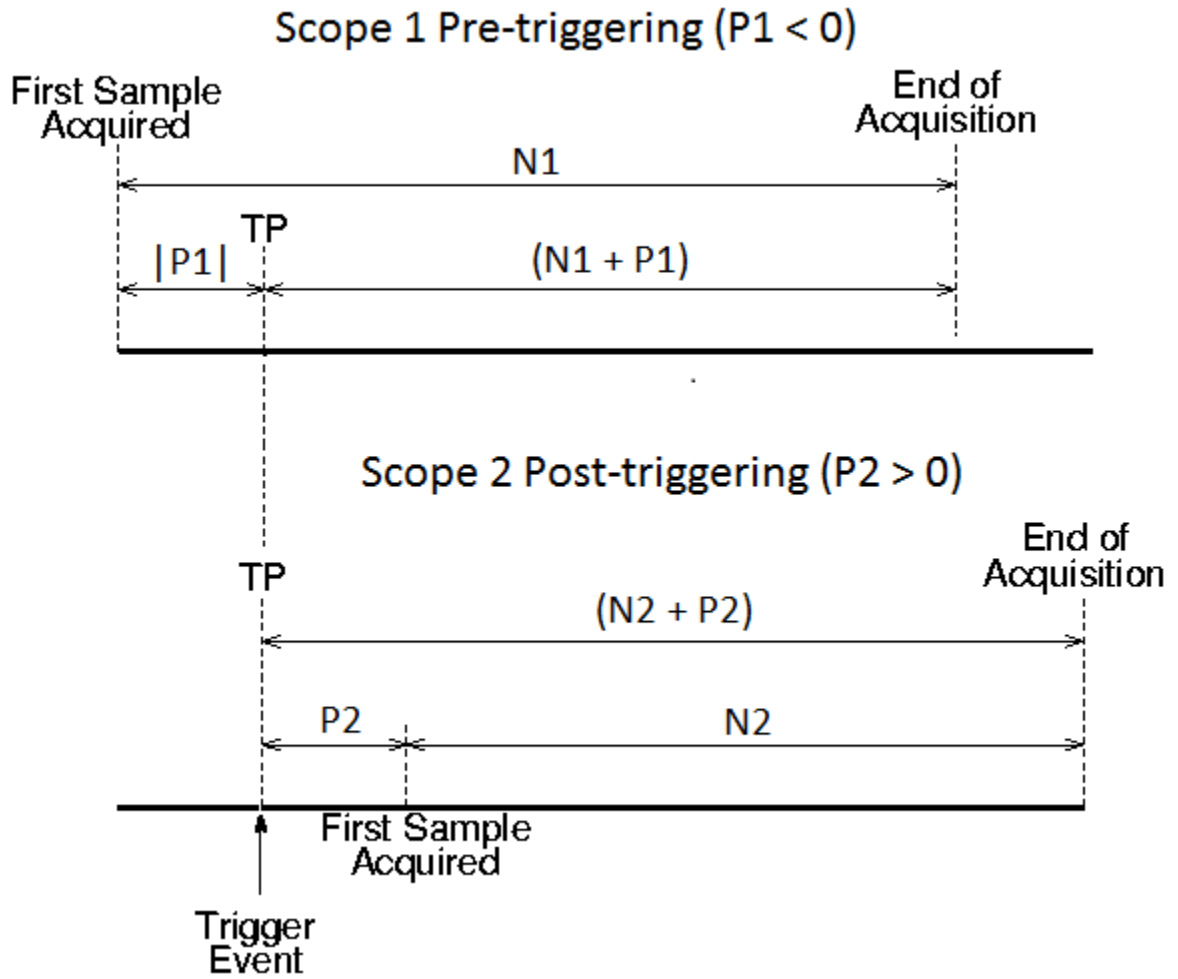 Scope 1 Pre-triggering (P1 < 0)
First Sample
Acquired
End of
Acquisition
N1
TP
|P1|
(N1 + P1)
Scope 2 Post-triggering (P2 > 0)
End of
Acquisition
TP
(N2 + P2)
P2
N2
First Sample
Acquired
Trigger
Event